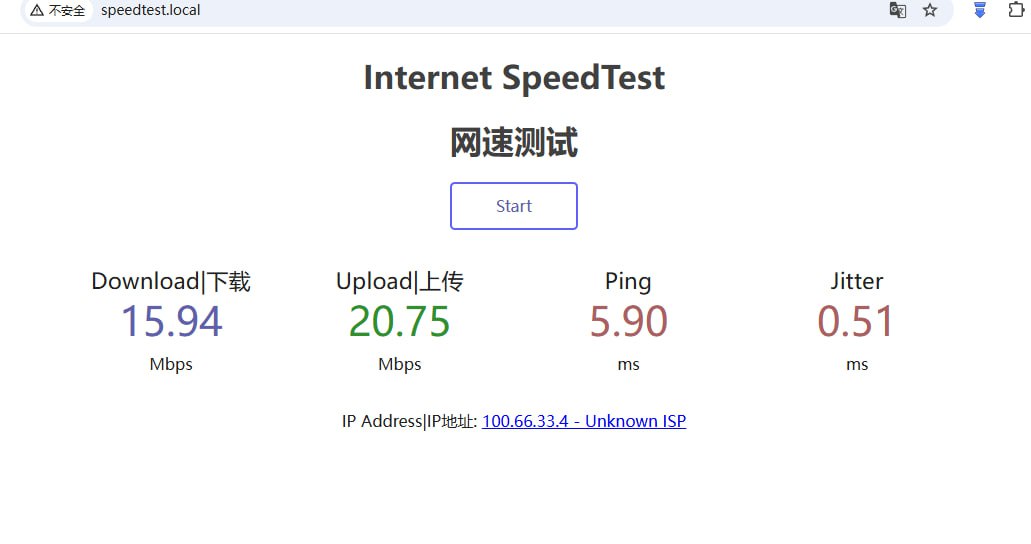 不安全 speedtest.local
Internet SpeedTest
网速测试
Start
Download|下载 Upload|上传 Ping Jitter
15.94 20.75 5.90 0.51
Mbps Mbps ms ms
IP Address|IP地址: 100.66.33.4 - Unknown ISP